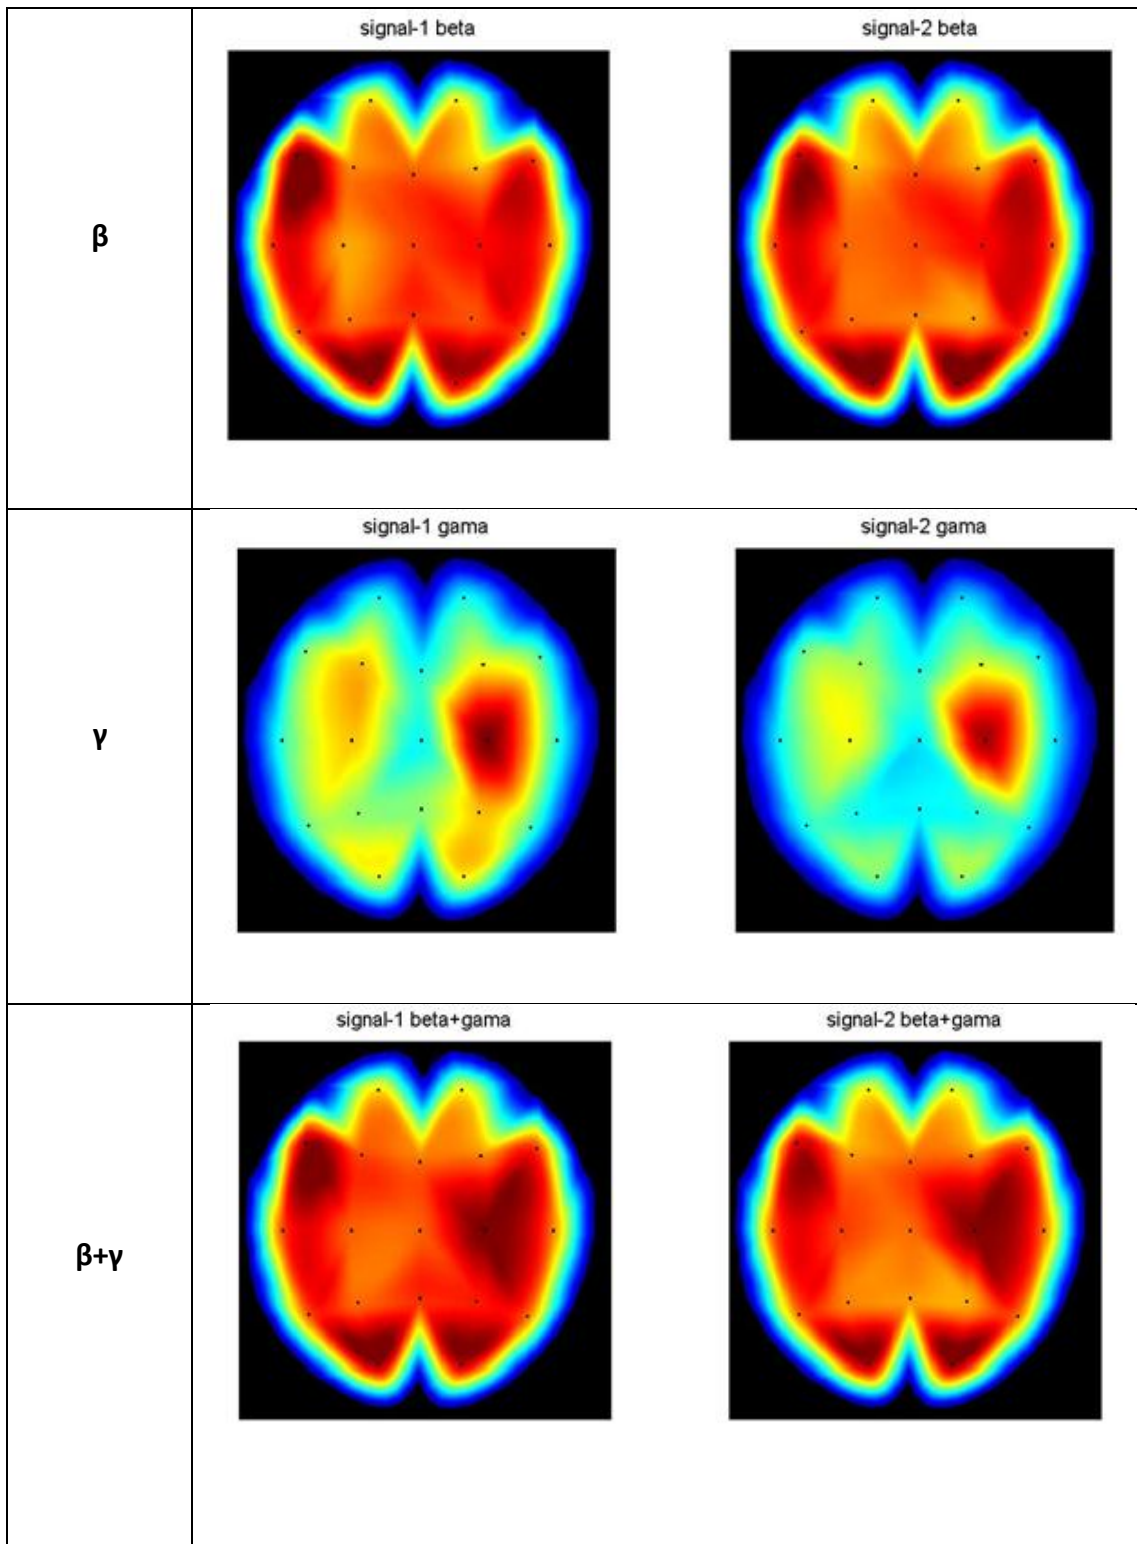 signal-1 beta
signal-2 beta
β
signal-1 gama
signal-2 gama
γ
signal-1 beta+gama
signal-2 beta+gama
β+γ